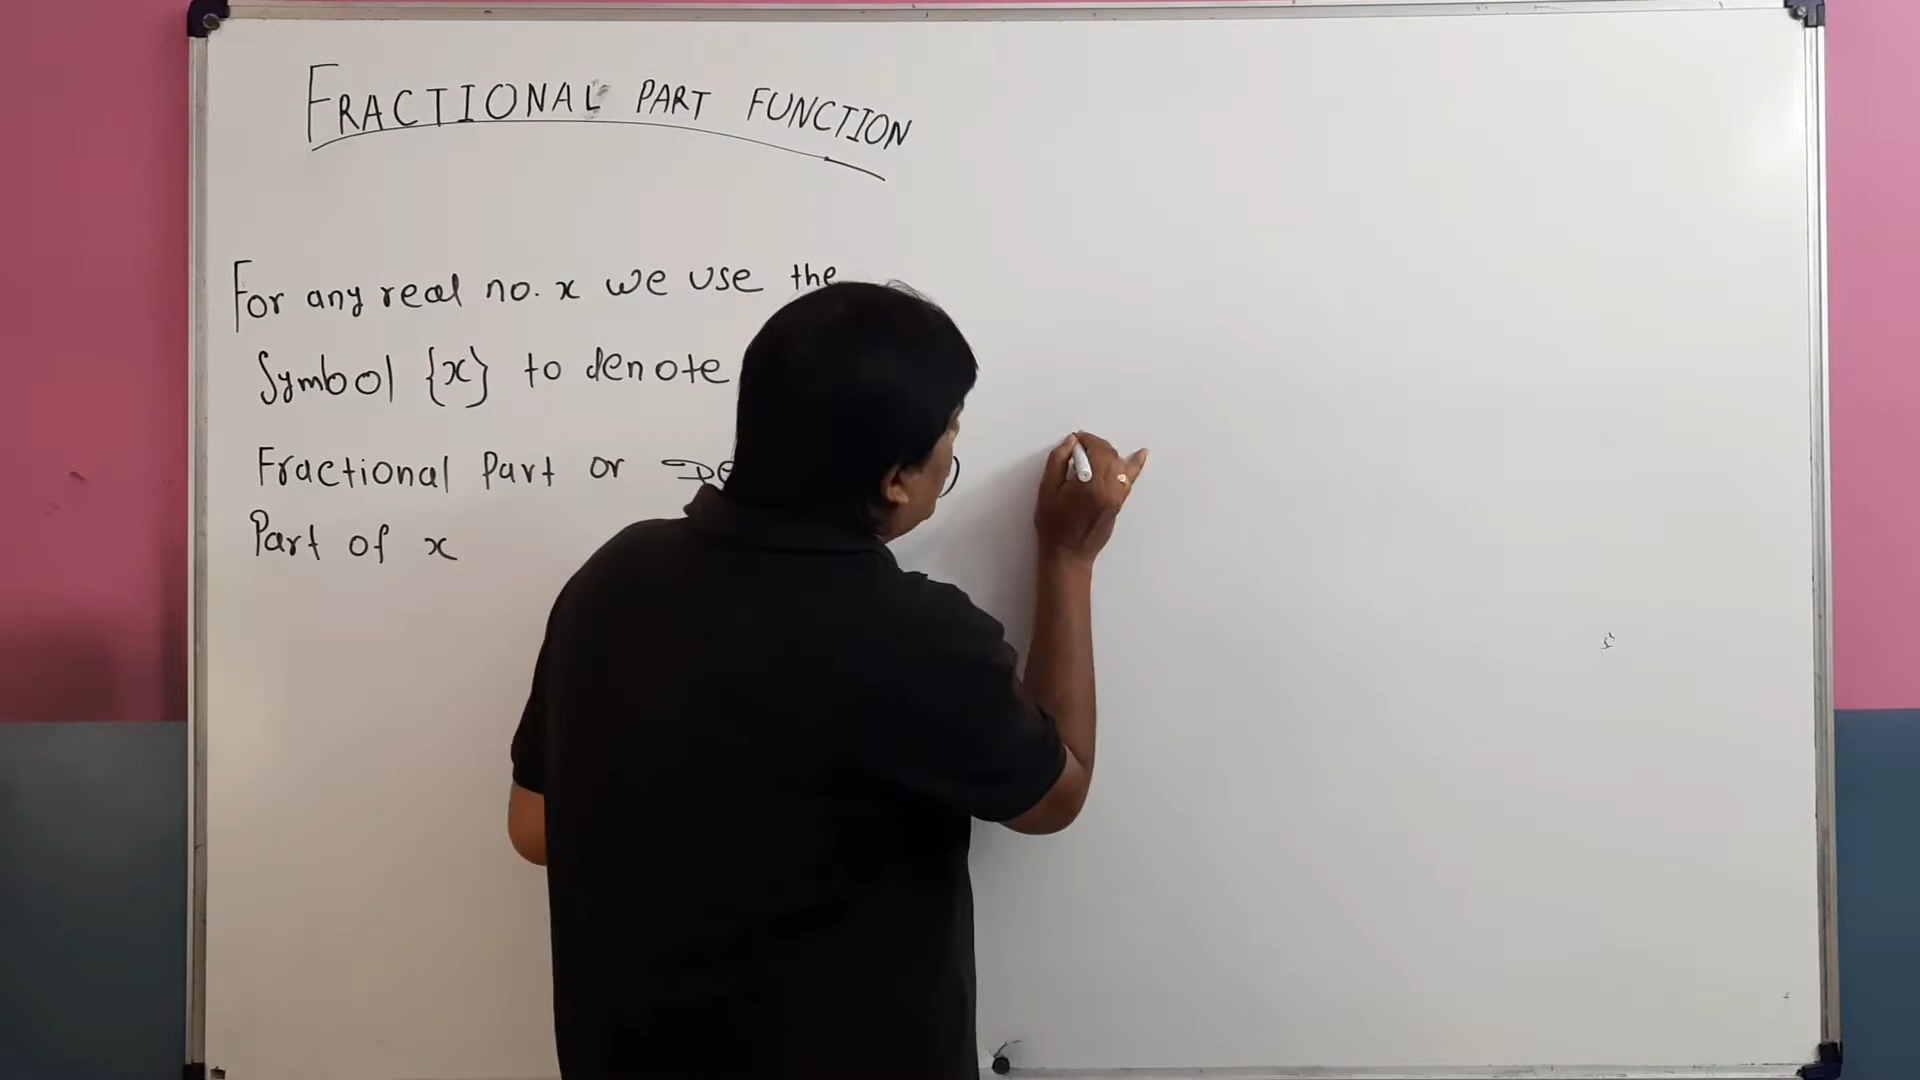 FRACTIONAL PART FUNCTION
For any real no. x we use the
Symbol {x} to denote
Fractional Part or
Part of x